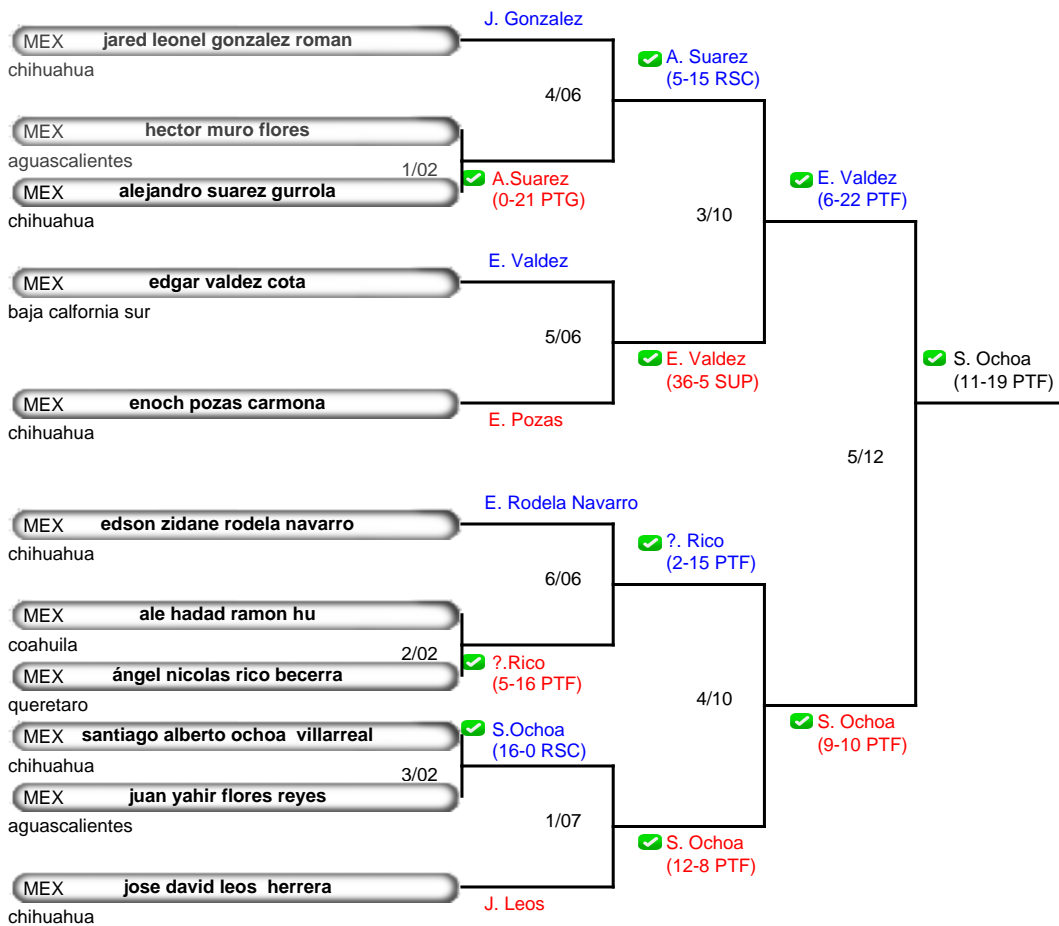 J. Gonzalez
MEX jared leonel gonzalez roman
chihuahua
A. Suarez
(5-15 RSC)
4/06
MEX hector muro flores
aguascalientes
1/02
MEX alejandro suarez gurrola
chihuahua
A.Suarez
(0-21 PTG)
E. Valdez
(6-22 PTF)
3/10
E. Valdez
MEX edgar valdez cota
baja calfornia sur
5/06
E. Valdez
(36-5 SUP)
MEX enoch pozas carmona
chihuahua
E. Pozas
S. Ochoa
(11-19 PTF)
5/12
E. Rodela Navarro
MEX edson zidane rodela navarro
chihuahua
?. Rico
(2-15 PTF)
6/06
MEX ale hadad ramon hu
coahuila
2/02
MEX ángel nicolas rico becerra
queretaro
?.Rico
(5-16 PTF)
4/10
S. Ochoa
(9-10 PTF)
MEX santiago alberto ochoa villarreal
chihuahua
S.Ochoa
(16-0 RSC)
3/02
MEX juan yahir flores reyes
aguascalientes
1/07
S. Ochoa
(12-8 PTF)
MEX jose david leos herrera
chihuahua
J. Leos